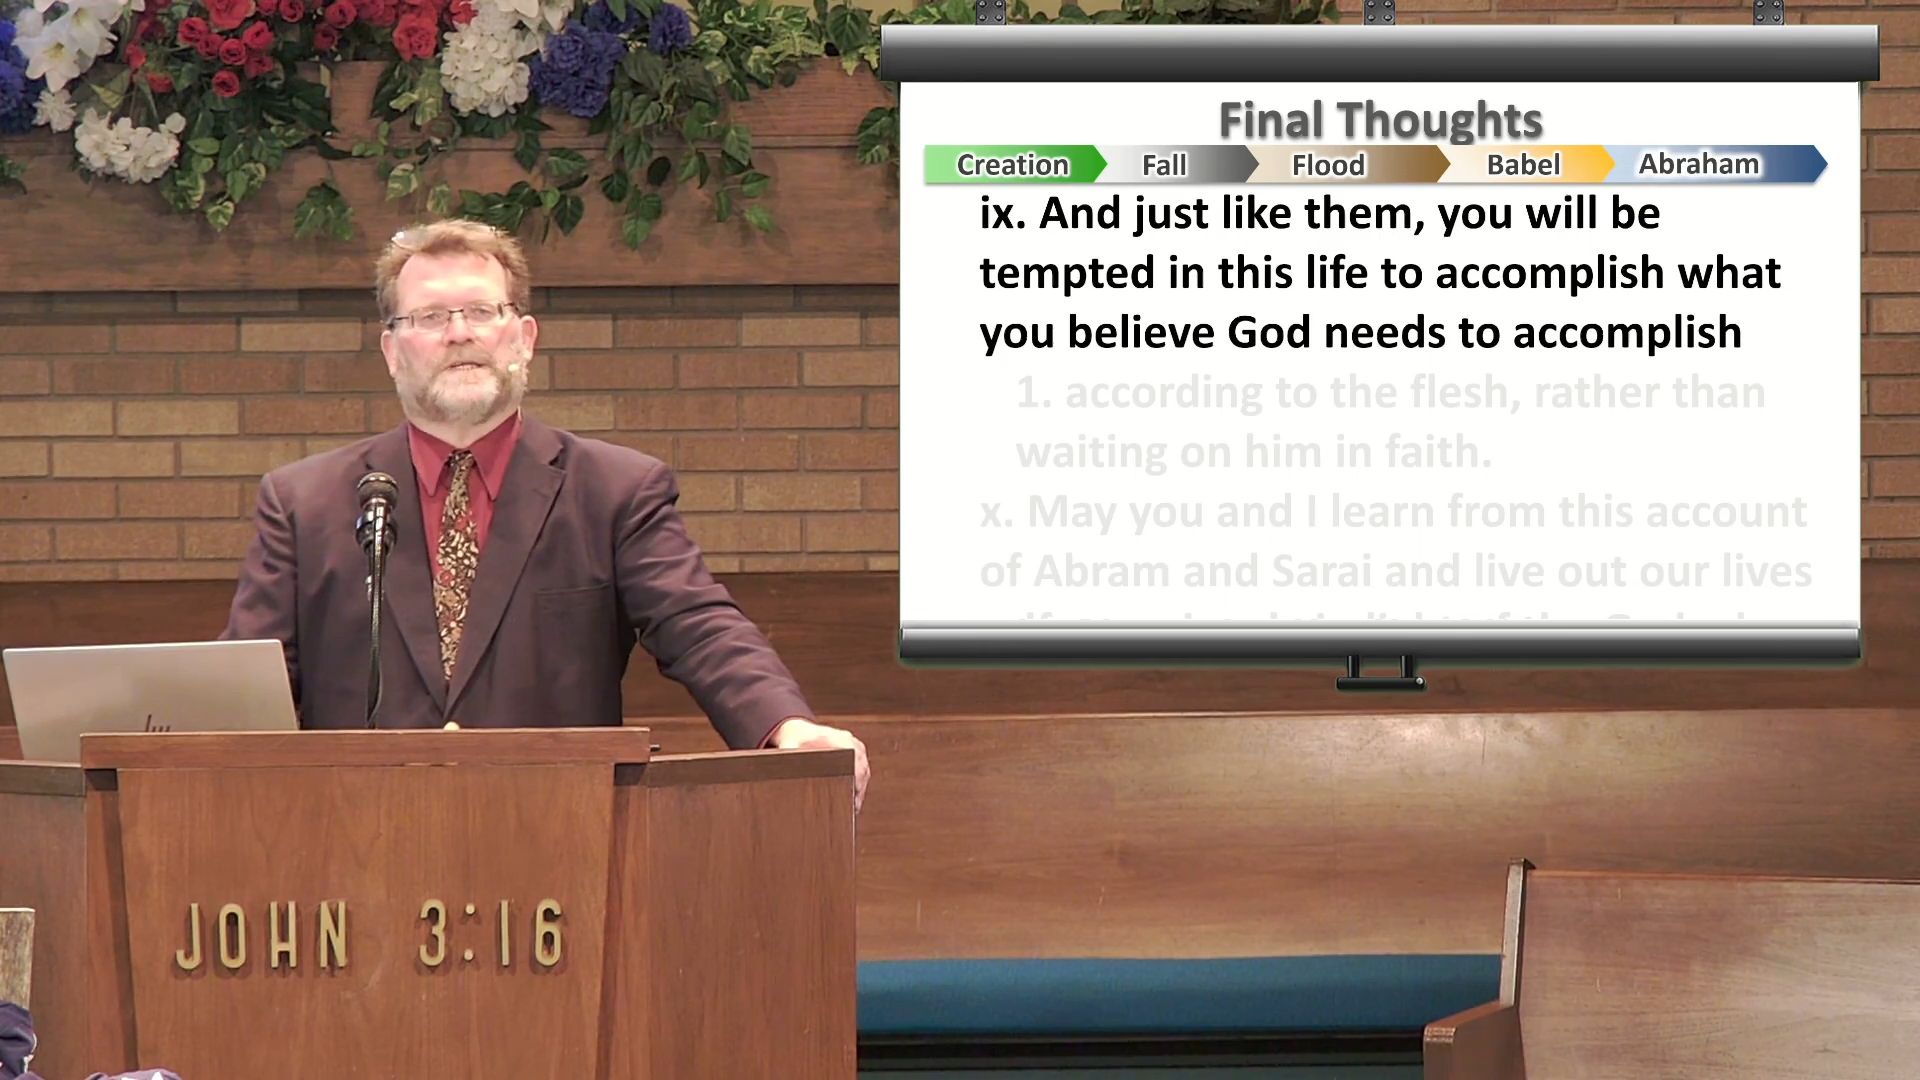 Final Thoughts
Creation Fall Flood Babel Abraham
ix. And just like them, you will be
tempted in this life to accomplish what
you believe God needs to accomplish
1. according to the flesh, rather than
waiting on him in faith.
x. May you and I learn from this account
of Abram and Sarai and live out our lives
JOHN 3:16